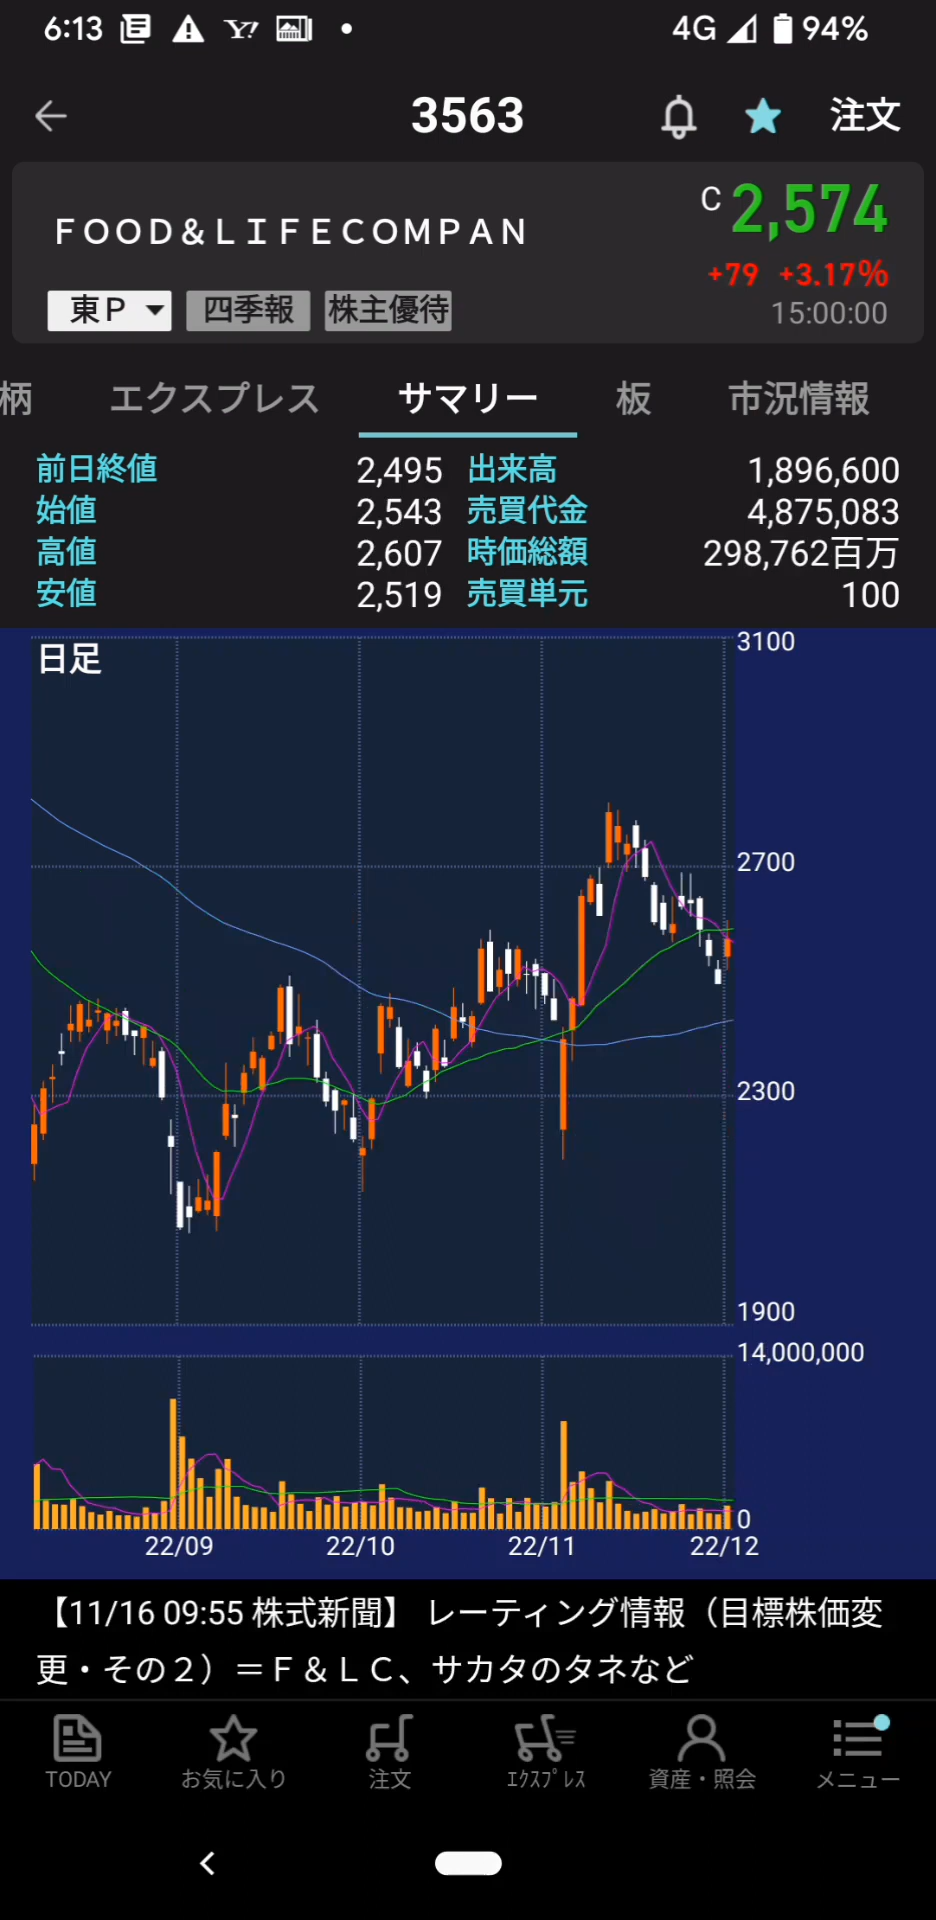 6:13 4G 94%
3563 注文
ＦＯＯＤ＆ＬＩＦＥＣＯＭＰＡＮ C 2,574
+79 +3.17%
東Ｐ 四季報 株主優待 15:00:00
柄 エクスプレス サマリー 板 市況情報
前日終値 2,495 出来高 1,896,600
始値 2,543 売買代金 4,875,083
高値 2,607 時価総額 298,762百万
安値 2,519 売買単元 100
日足
3100
2700
2300
1900
14,000,000
0
22/09 22/10 22/11 22/12
【11/16 09:55 株式新聞】 レーティング情報（目標株価変
更・その２）＝Ｆ＆ＬＣ、サカタのタネなど
TODAY お気に入り 注文 ｴｸｽﾌﾟﾚｽ 資産・照会 メニュー